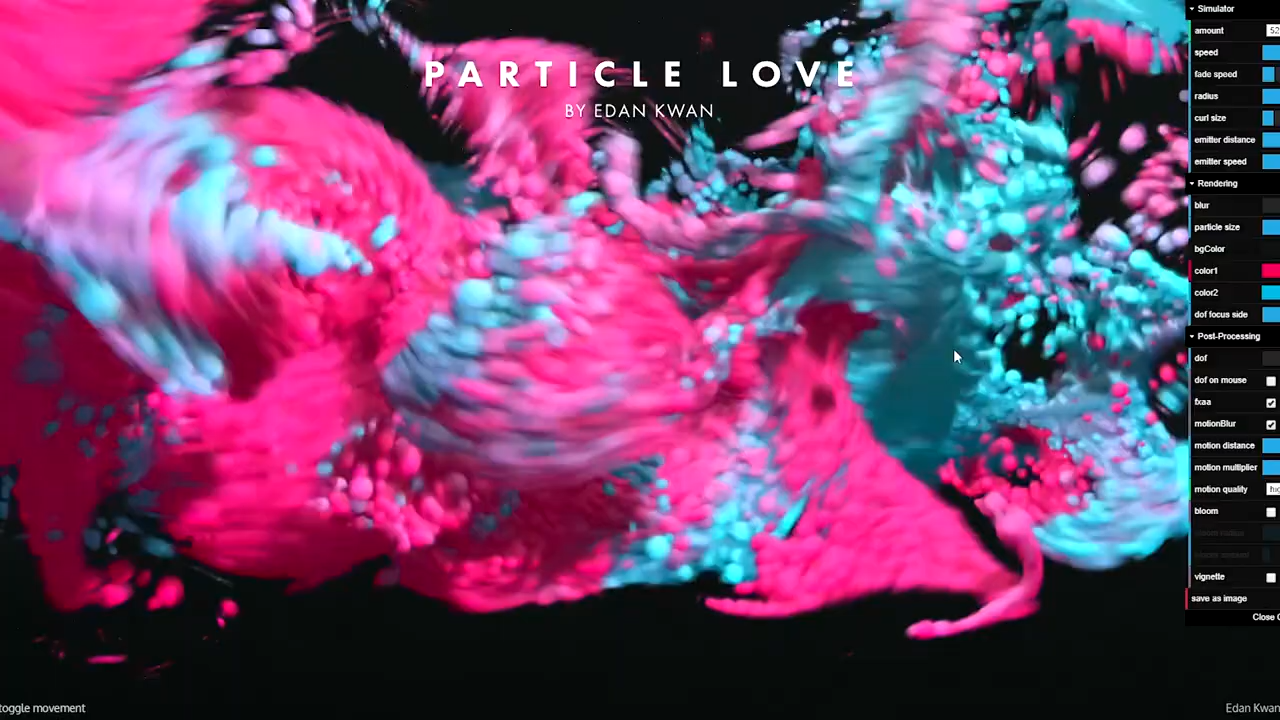 PARTICLE LOVE
BY EDAN KWAN
Simulator
amount 52
speed
fade speed
radius
curl size
emitter distance
emitter speed
Rendering
blur
particle size
bgColor
color1
color2
dof focus side
Post-Processing
dof
dof on mouse
fxaa
motionBlur
motion distance
motion multiplier
motion quality
bloom
vignette
save as image
Close
toggle movement
Edan Kwan